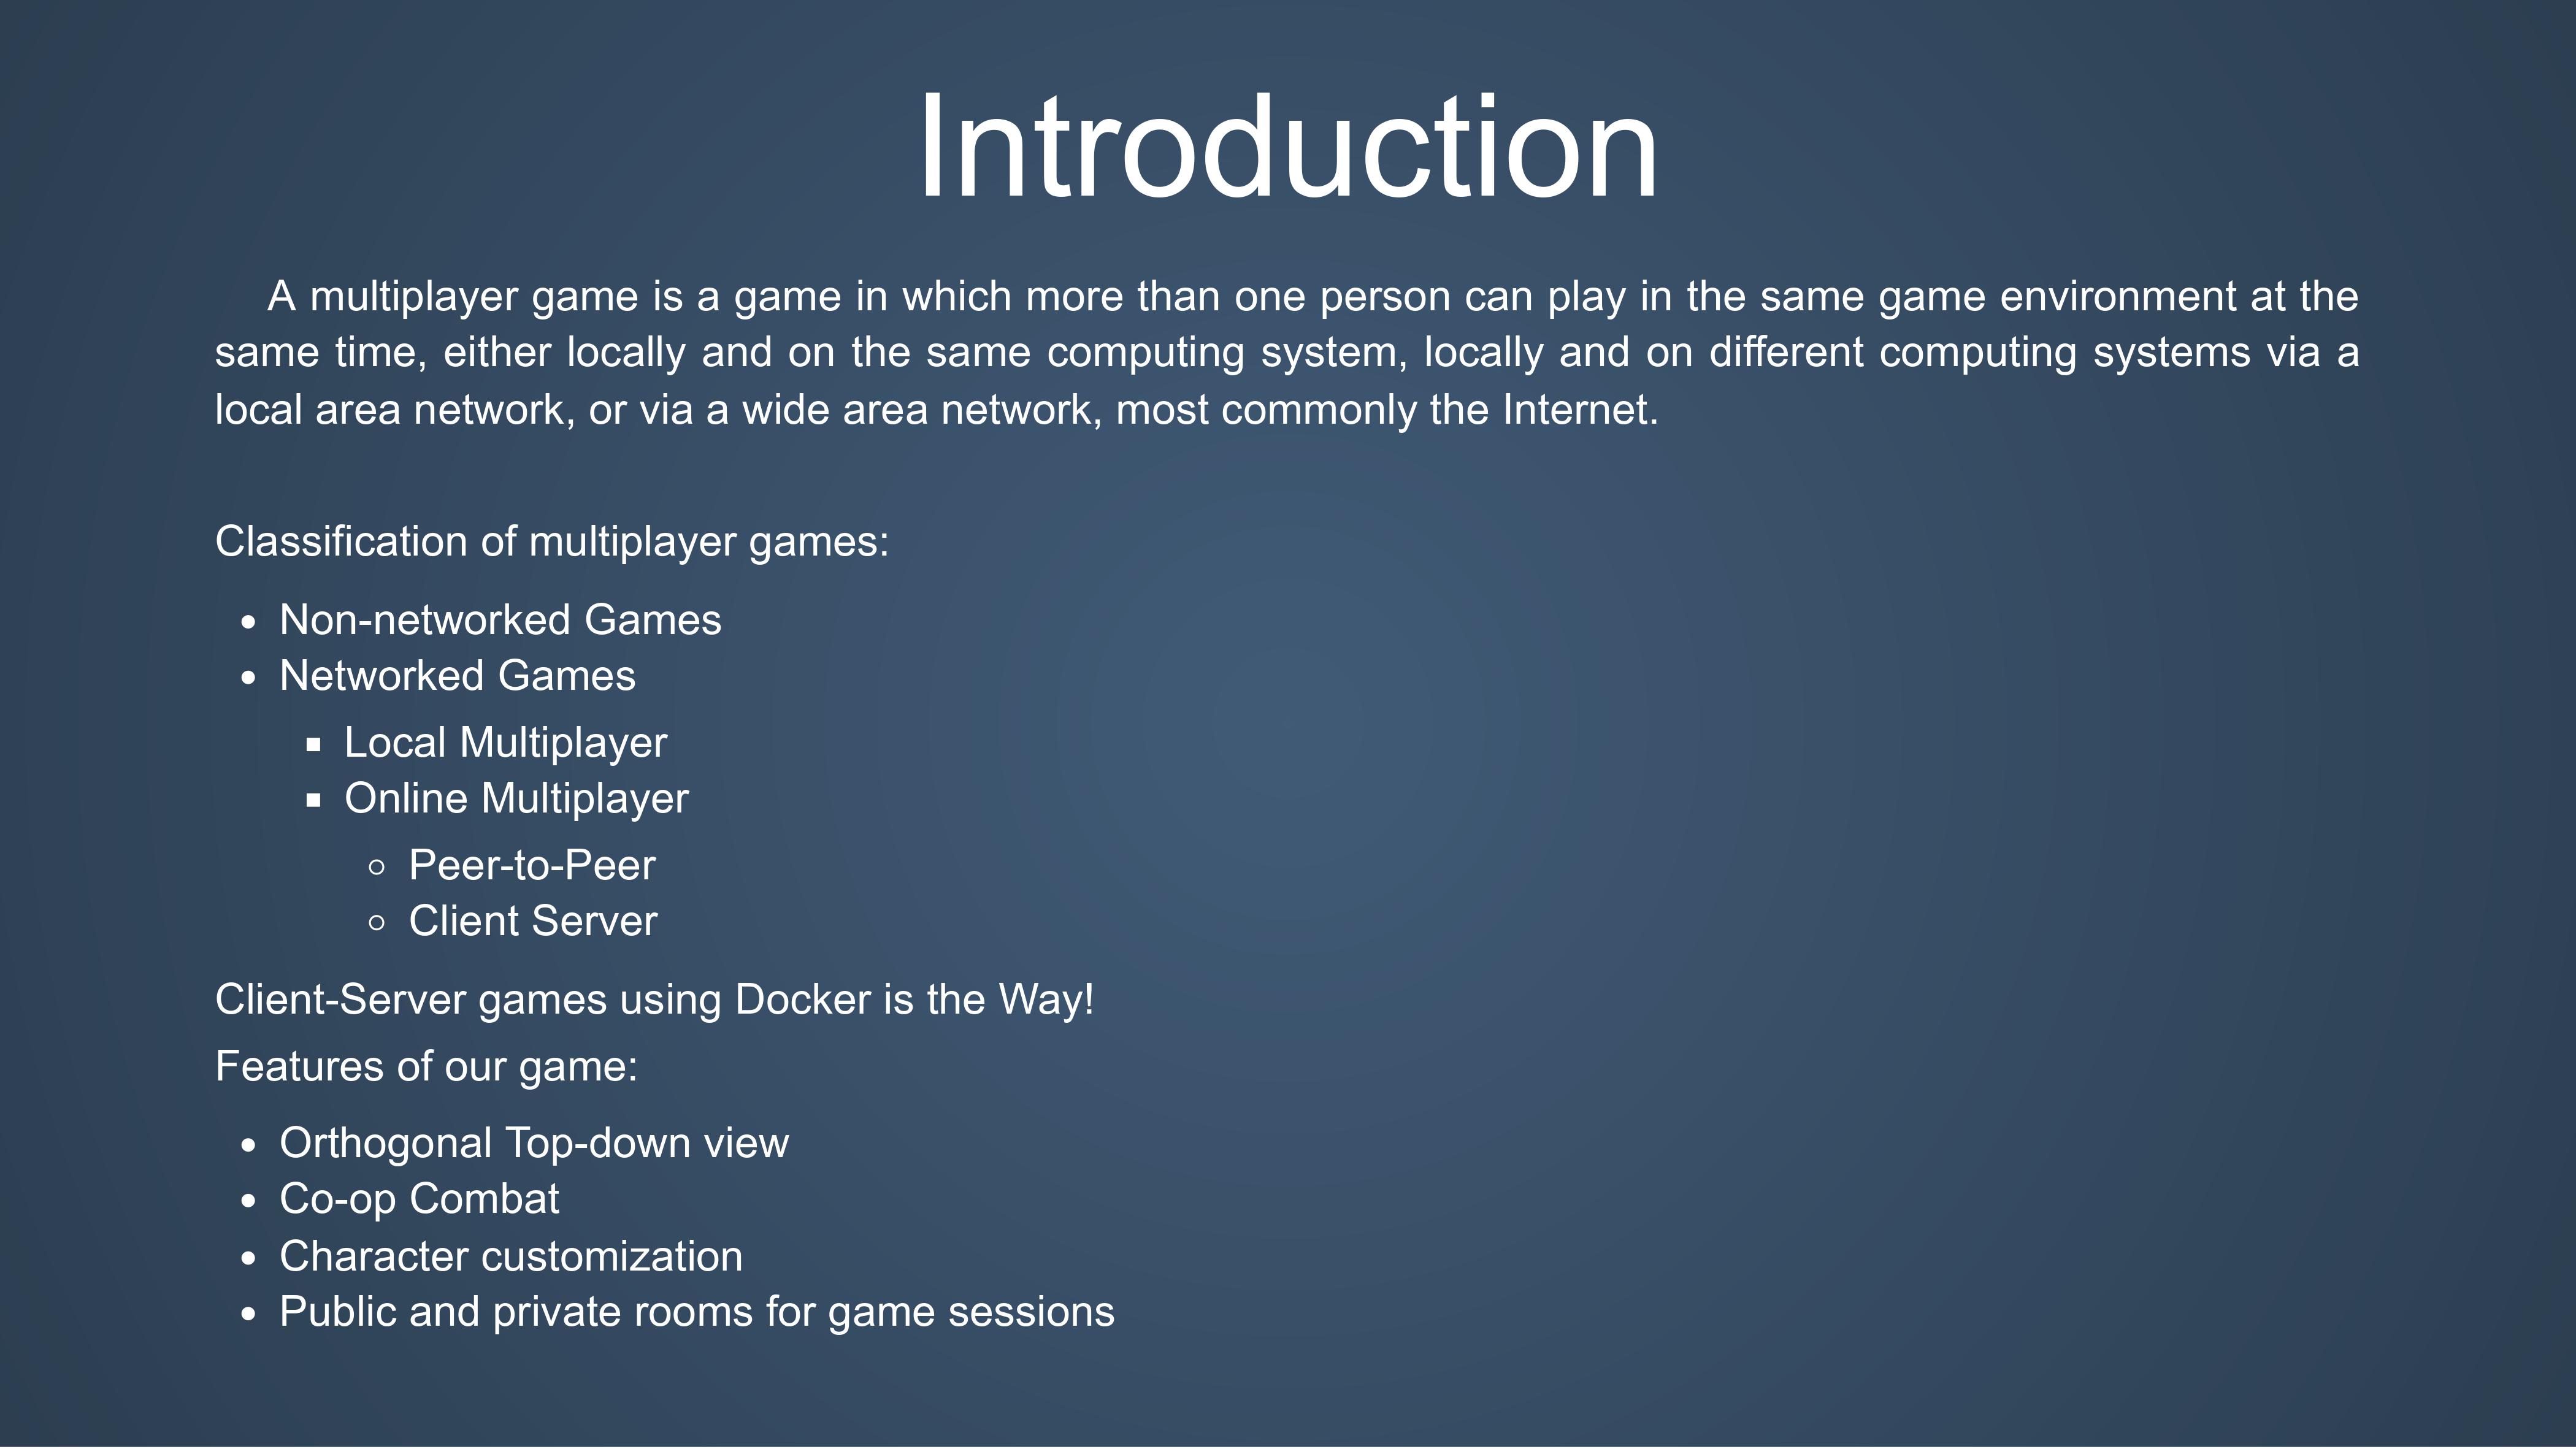 Introduction
A multiplayer game is a game in which more than one person can play in the same game environment at the
same time, either locally and on the same computing system, locally and on different computing systems via a
local area network, or via a wide area network, most commonly the Internet.
Classification of multiplayer games:
• Non-networked Games
• Networked Games
▪ Local Multiplayer
▪ Online Multiplayer
○ Peer-to-Peer
○ Client Server
Client-Server games using Docker is the Way!
Features of our game:
• Orthogonal Top-down view
• Co-op Combat
• Character customization
• Public and private rooms for game sessions